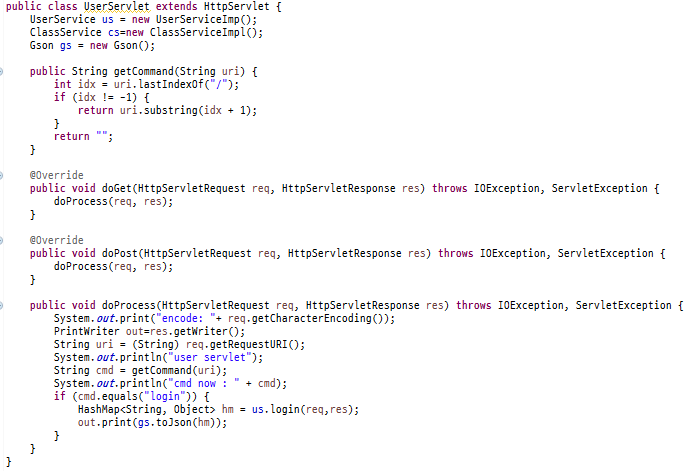 public class UserServlet extends HttpServlet {
    UserService us = new UserServiceImp();
    ClassService cs=new ClassServiceImpl();
    Gson gs = new Gson();
    public String getCommand(String uri) {
        int idx = uri.lastIndexOf("/");
        if (idx != -1) {
            return uri.substring(idx + 1);
        }
        return "";
    }
    @Override
    public void doGet(HttpServletRequest req, HttpServletResponse res) throws IOException, ServletException {
        doProcess(req, res);
    }
    @Override
    public void doPost(HttpServletRequest req, HttpServletResponse res) throws IOException, ServletException {
        doProcess(req, res);
    }
    public void doProcess(HttpServletRequest req, HttpServletResponse res) throws IOException, ServletException {
        System.out.print("encode: "+ req.getCharacterEncoding());
        PrintWriter out=res.getWriter();
        String uri = (String) req.getRequestURI();
        System.out.println("user servlet");
        String cmd = getCommand(uri);
        System.out.println("cmd now : " + cmd);
        if (cmd.equals("login")) {
            HashMap<String, Object> hm = us.login(req,res);
            out.print(gs.toJson(hm));
        }
    }
}